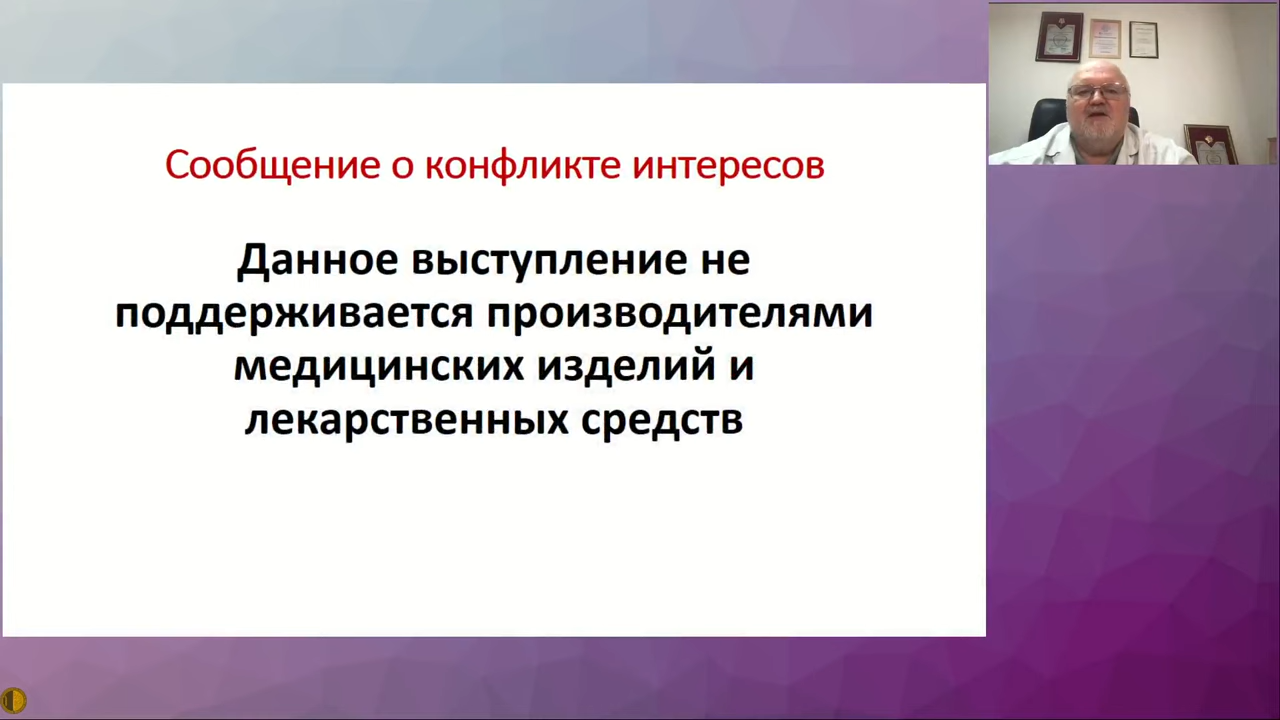 Сообщение о конфликте интересов
Данное выступление не
поддерживается производителями
медицинских изделий и
лекарственных средств